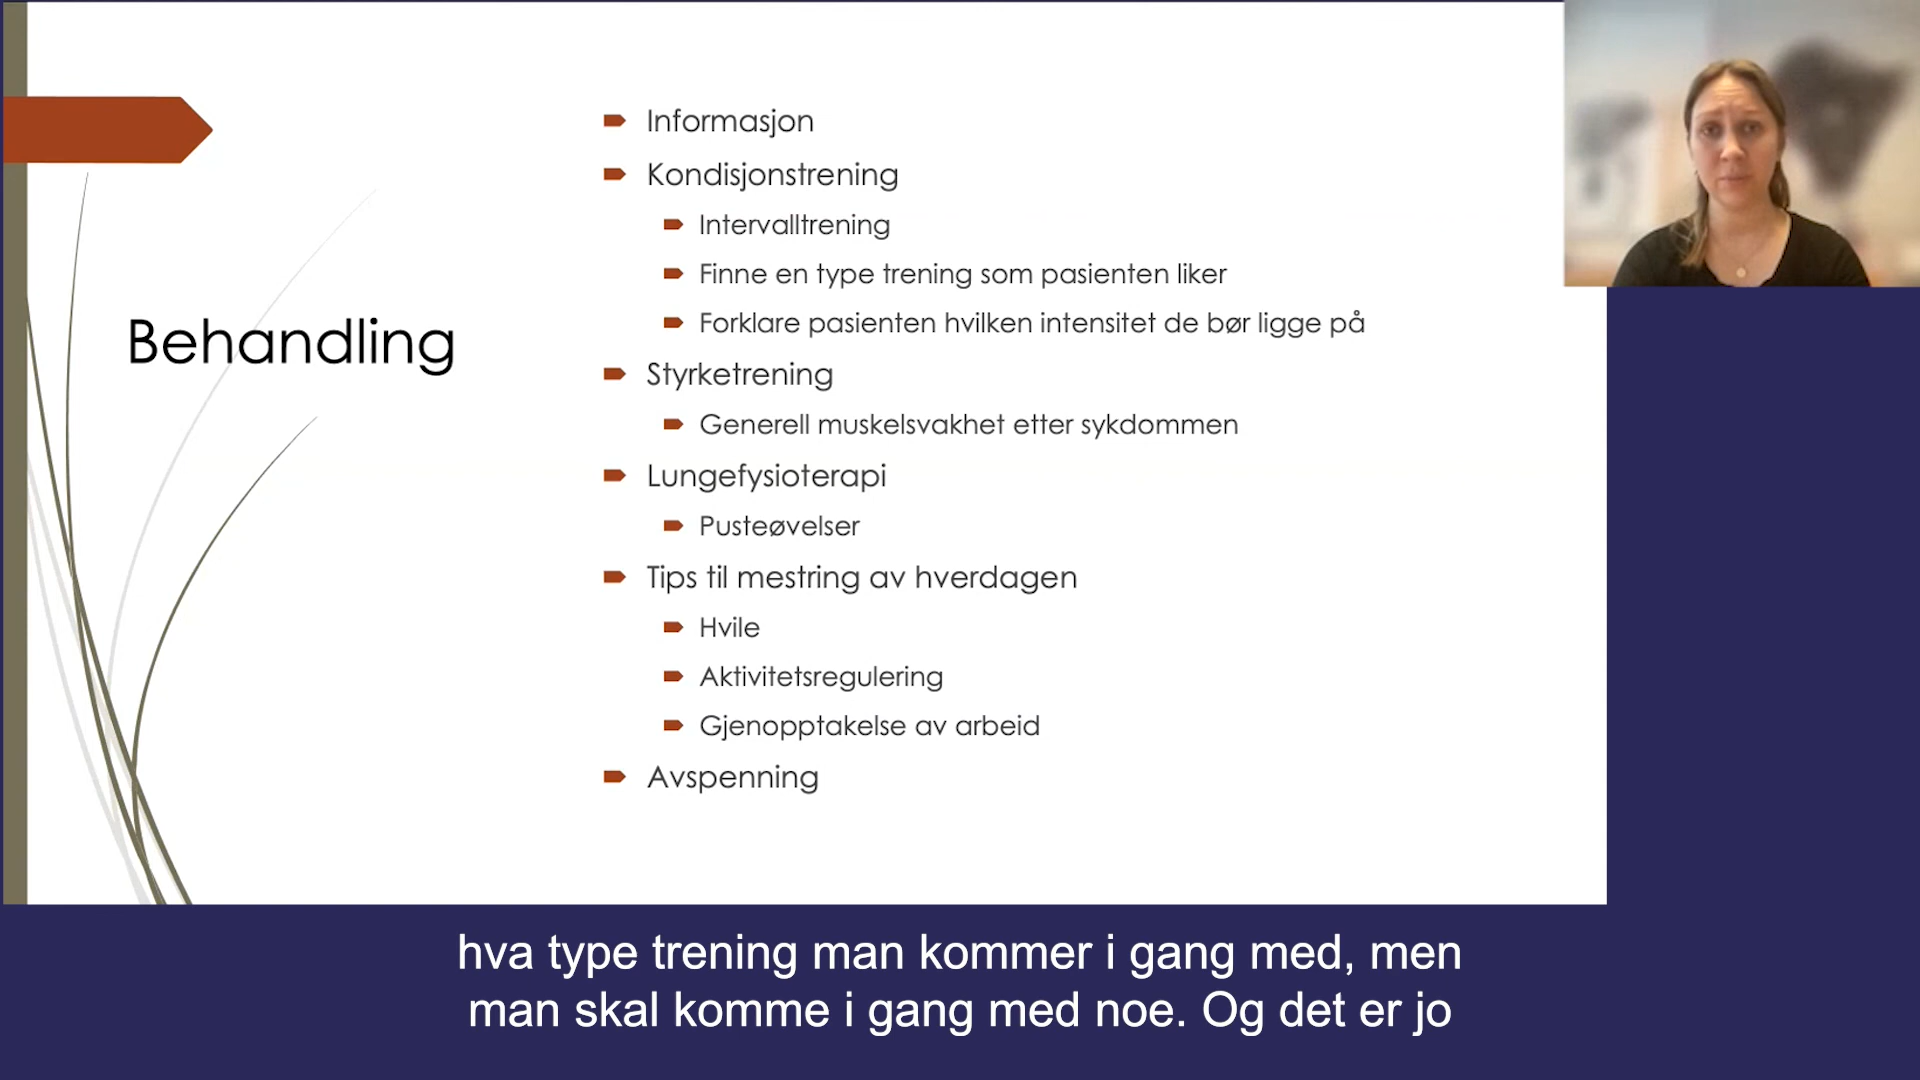 Behandling
Informasjon
Kondisjonstrening
Intervalltrening
Finne en type trening som pasienten liker
Forklare pasienten hvilken intensitet de bør ligge på
Styrketrening
Generell muskelsvakhet etter sykdommen
Lungefysioterapi
Pusteøvelser
Tips til mestring av hverdagen
Hvile
Aktivitetsregulering
Gjenopptakelse av arbeid
Avspenning
hva type trening man kommer i gang med, men
man skal komme i gang med noe. Og det er jo